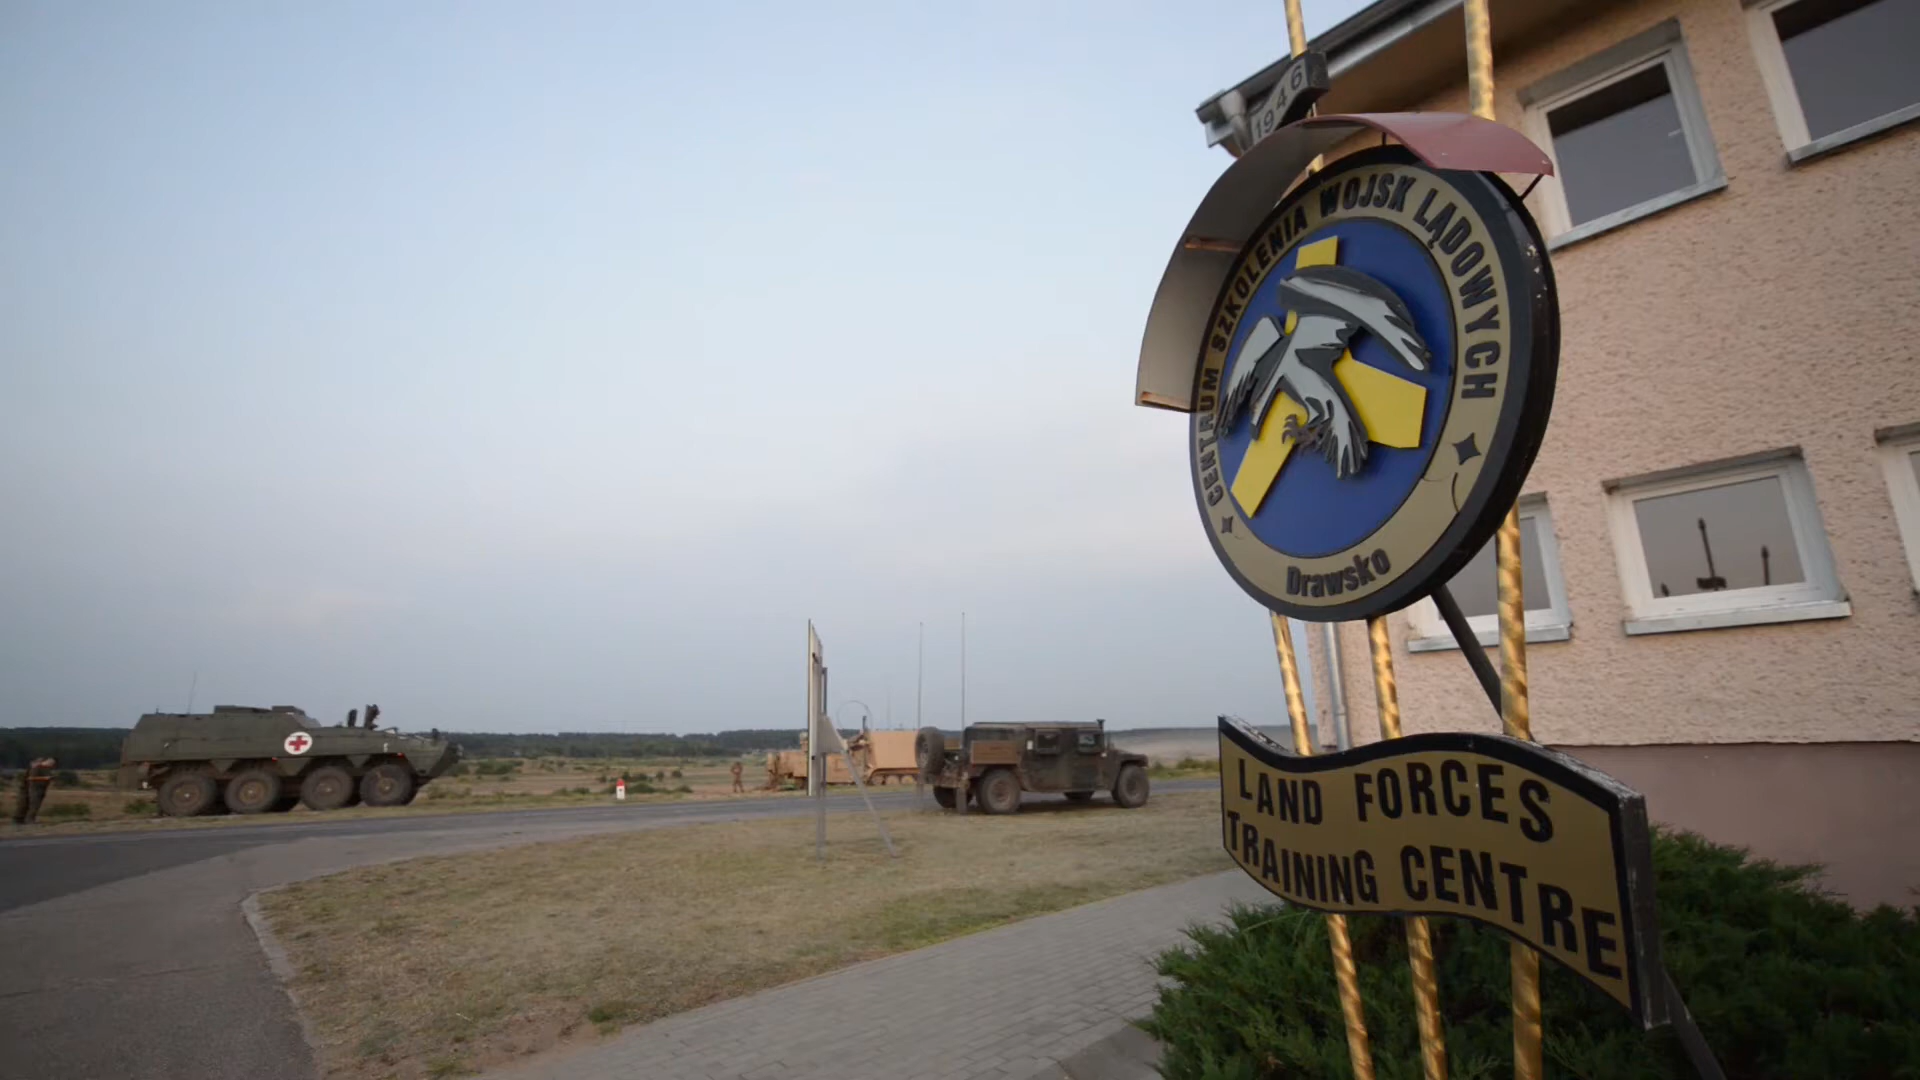 1946
CENTRUM SZKOLENIA WOJSK LĄDOWYCH
Drawsko
LAND FORCES
TRAINING CENTRE